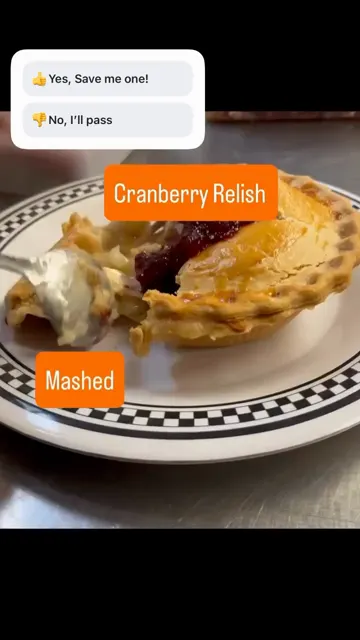 👍Yes, Save me one!
👎No, I'll pass
Cranberry Relish
Mashed